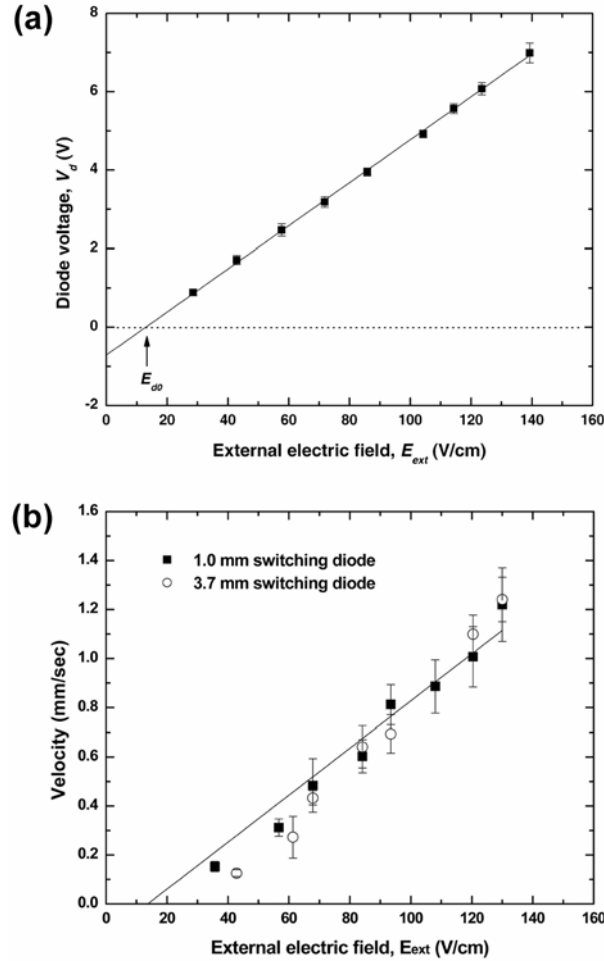 (a)
8
6
4
2
0
-2
Diode voltage, V_d (V)
E_d0
0 20 40 60 80 100 120 140 160
External electric field, E_ext (V/cm)
(b)
1.6
1.4
1.2
1.0
0.8
0.6
0.4
0.2
0.0
Velocity (mm/sec)
1.0 mm switching diode
3.7 mm switching diode
0 20 40 60 80 100 120 140 160
External electric field, Eext (V/cm)